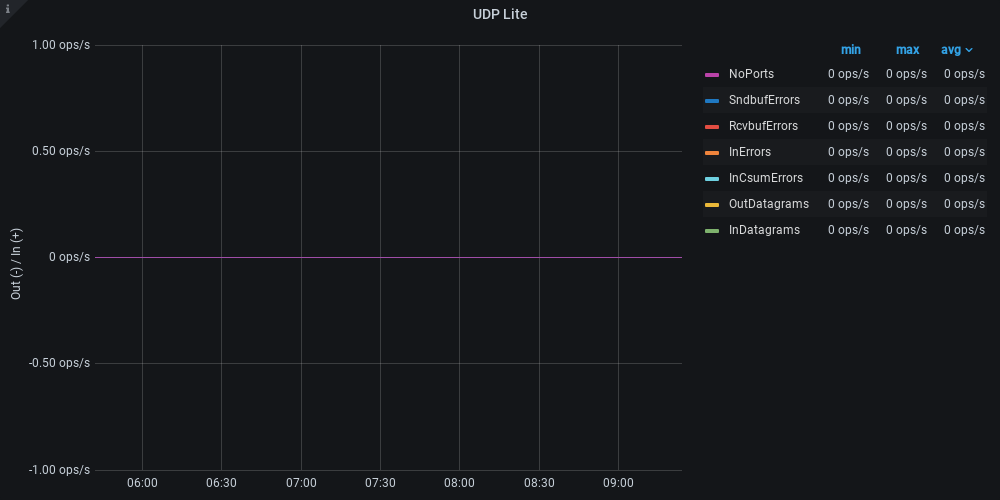 i
UDP Lite
1.00 ops/s
0.50 ops/s
0 ops/s
-0.50 ops/s
-1.00 ops/s
Out (-) / In (+)
06:00 06:30 07:00 07:30 08:00 08:30 09:00
min max avg
NoPorts 0 ops/s 0 ops/s 0 ops/s
SndbufErrors 0 ops/s 0 ops/s 0 ops/s
RcvbufErrors 0 ops/s 0 ops/s 0 ops/s
InErrors 0 ops/s 0 ops/s 0 ops/s
InCsumErrors 0 ops/s 0 ops/s 0 ops/s
OutDatagrams 0 ops/s 0 ops/s 0 ops/s
InDatagrams 0 ops/s 0 ops/s 0 ops/s